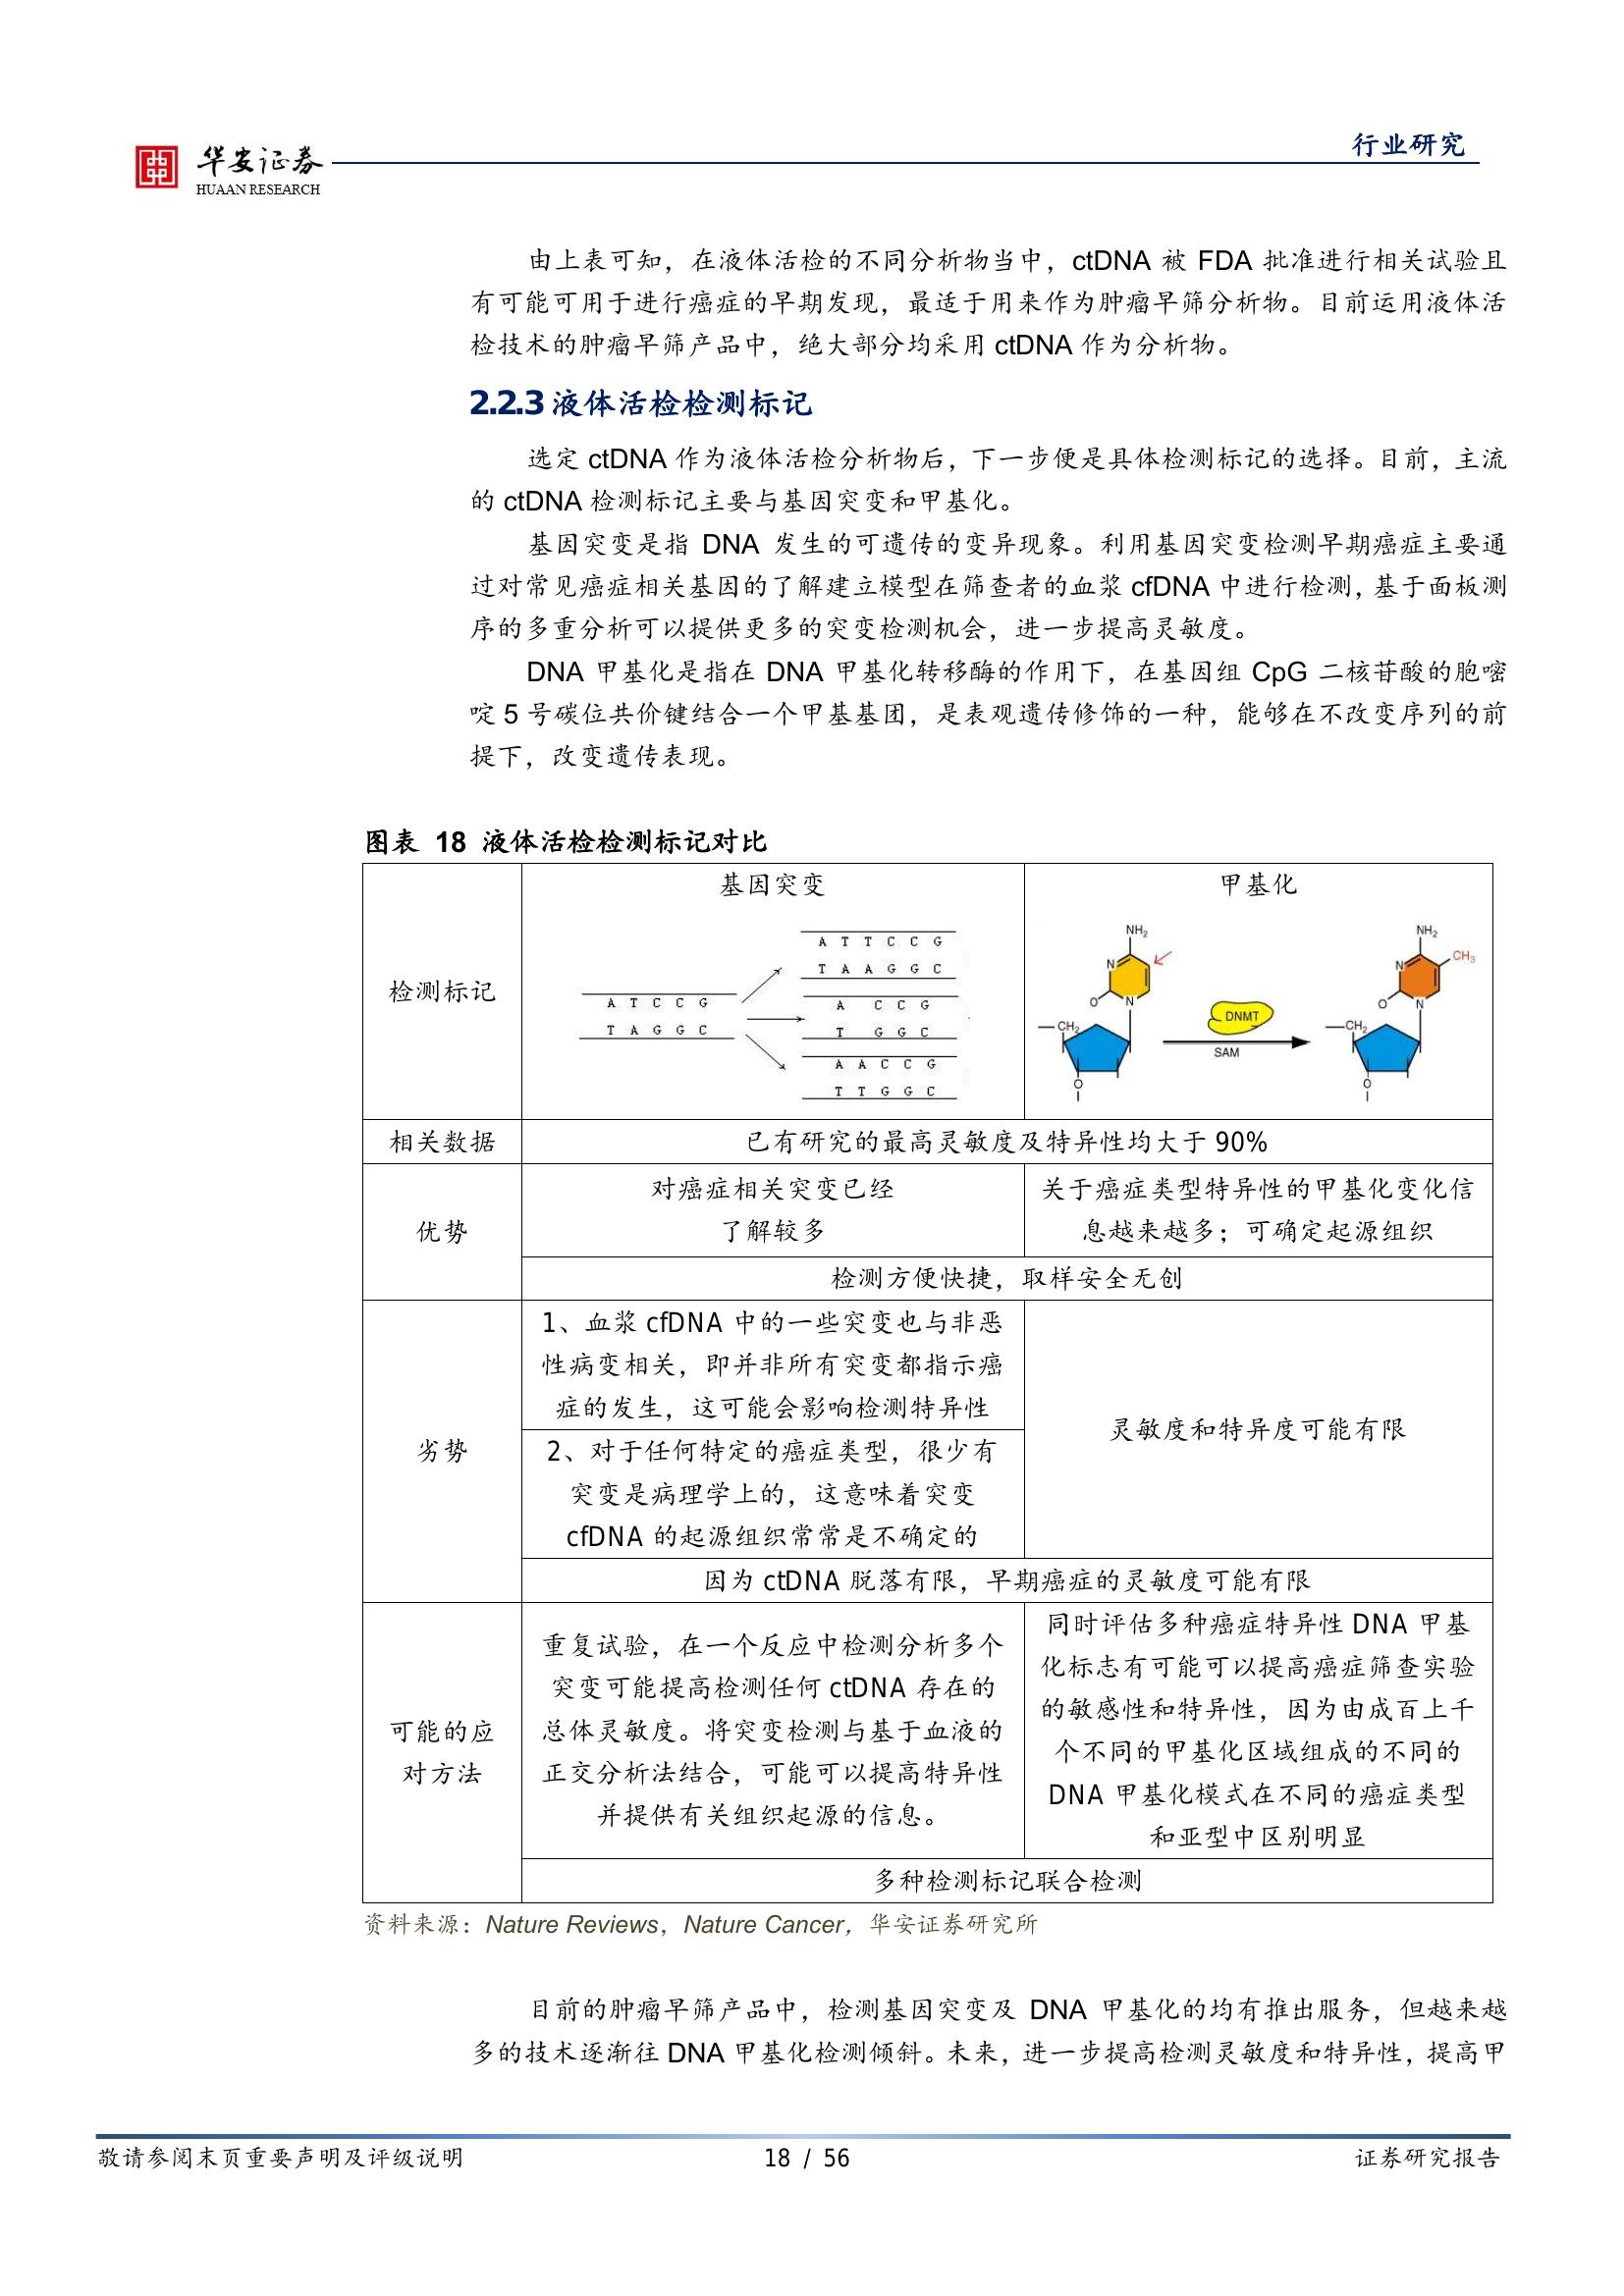 华安证券
HUAAN RESEARCH
行业研究
由上表可知，在液体活检的不同分析物当中，ctDNA 被 FDA 批准进行相关试验且
有可能可用于进行癌症的早期发现，最适于用来作为肿瘤早筛分析物。目前运用液体活
检技术的肿瘤早筛产品中，绝大部分均采用 ctDNA 作为分析物。
2.2.3 液体活检检测标记
选定 ctDNA 作为液体活检分析物后，下一步便是具体检测标记的选择。目前，主流
的 ctDNA 检测标记主要与基因突变和甲基化。
基因突变是指 DNA 发生的可遗传的变异现象。利用基因突变检测早期癌症主要通
过对常见癌症相关基因的了解建立模型在筛查者的血浆 cfDNA 中进行检测，基于面板测
序的多重分析可以提供更多的突变检测机会，进一步提高灵敏度。
DNA 甲基化是指在 DNA 甲基化转移酶的作用下，在基因组 CpG 二核苷酸的胞嘧
啶 5 号碳位共价键结合一个甲基基团，是表观遗传修饰的一种，能够在不改变序列的前
提下，改变遗传表现。
图表 18 液体活检检测标记对比
检测标记
基因突变
A T C C G
T A G G C
A T T C C G
T A A G G C
A C C G
T G G C
A A C C G
T T G G C
甲基化
NH₂
N
O
N
CH₂
O
DNMT
SAM
NH₂
CH₃
N
O
N
CH₂
O
相关数据
已有研究的最高灵敏度及特异性均大于 90%
优势
对癌症相关突变已经
了解较多
关于癌症类型特异性的甲基化变化信
息越来越多；可确定起源组织
检测方便快捷，取样安全无创
劣势
1、血浆 cfDNA 中的一些突变也与非恶
性病变相关，即并非所有突变都指示癌
症的发生，这可能会影响检测特异性
2、对于任何特定的癌症类型，很少有
突变是病理学上的，这意味着突变
cfDNA 的起源组织常常是不确定的
灵敏度和特异度可能有限
因为 ctDNA 脱落有限，早期癌症的灵敏度可能有限
可能的应
对方法
重复试验，在一个反应中检测分析多个
突变可能提高检测任何 ctDNA 存在的
总体灵敏度。将突变检测与基于血液的
正交分析法结合，可能可以提高特异性
并提供有关组织起源的信息。
同时评估多种癌症特异性 DNA 甲基
化标志有可能可以提高癌症筛查实验
的敏感性和特异性，因为由成百上千
个不同的甲基化区域组成的不同的
DNA 甲基化模式在不同的癌症类型
和亚型中区别明显
多种检测标记联合检测
资料来源：Nature Reviews，Nature Cancer，华安证券研究所
目前的肿瘤早筛产品中，检测基因突变及 DNA 甲基化的均有推出服务，但越来越
多的技术逐渐往 DNA 甲基化检测倾斜。未来，进一步提高检测灵敏度和特异性，提高甲
敬请参阅末页重要声明及评级说明
18 / 56
证券研究报告